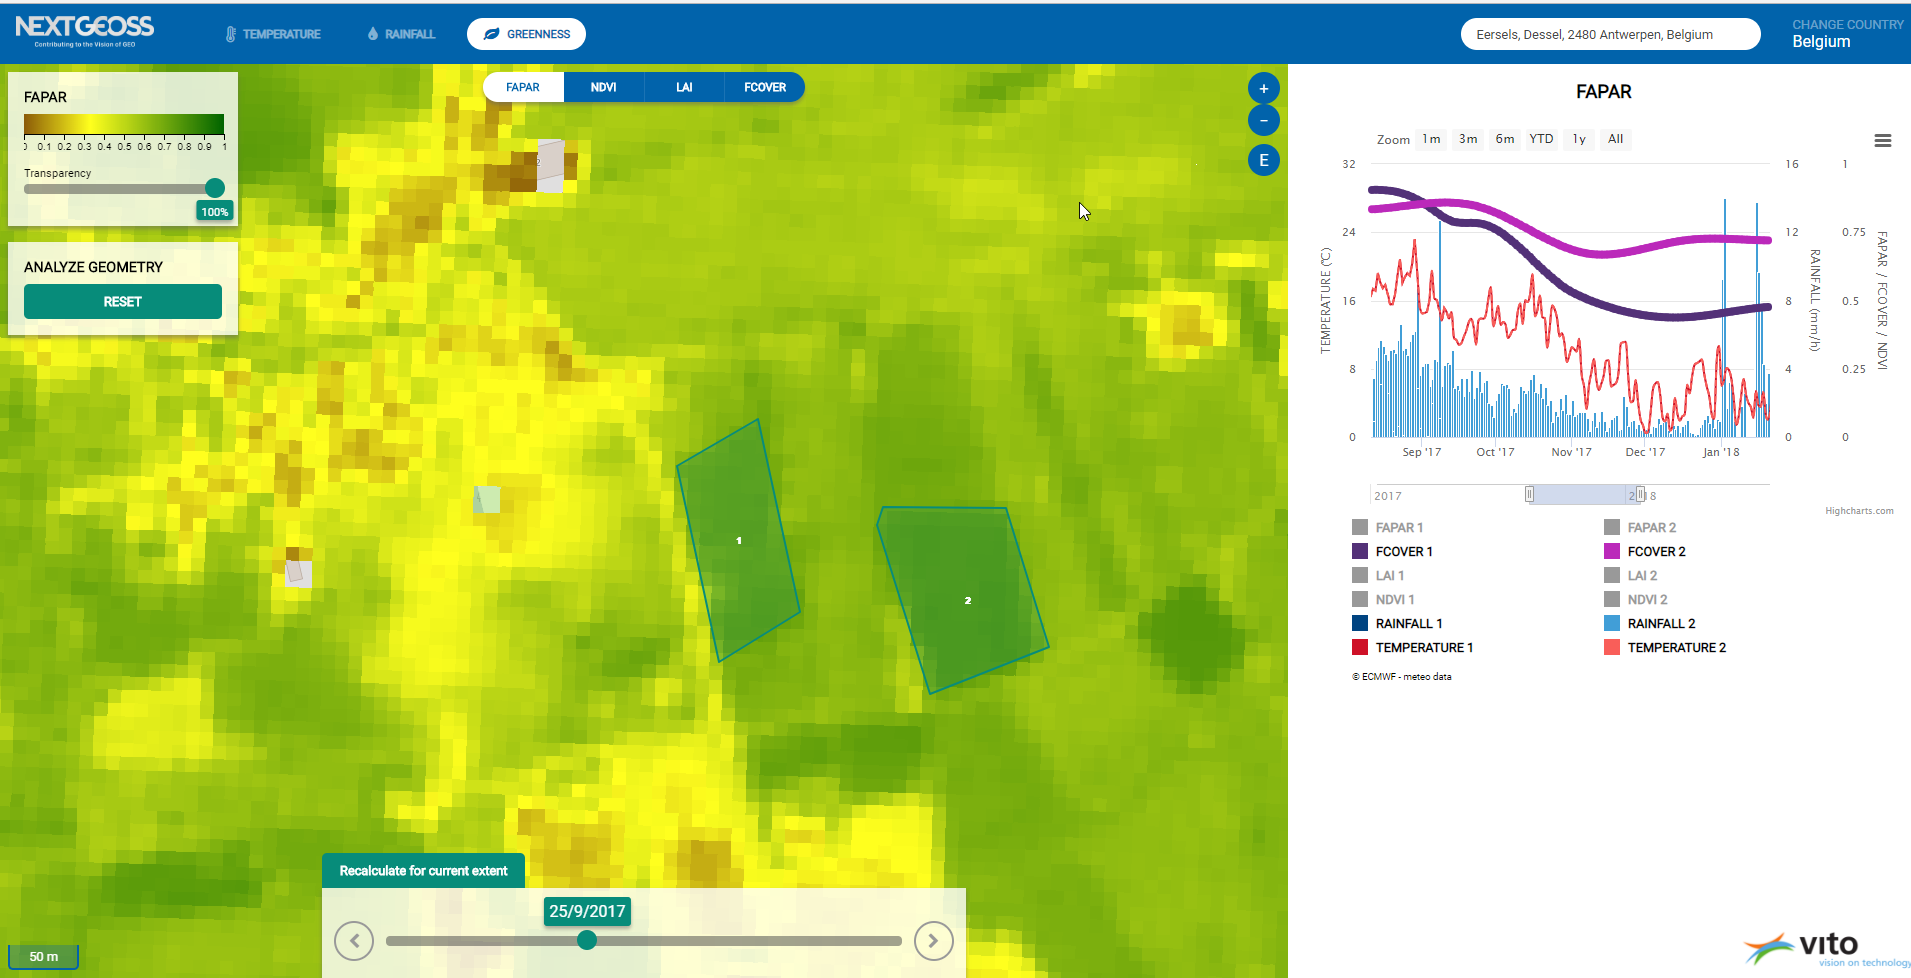 NEXTGEOSS
Contributing to the Vision of GEO
TEMPERATURE
RAINFALL
GREENNESS
Eersels, Dessel, 2480 Antwerpen, Belgium
CHANGE COUNTRY
Belgium
FAPAR
0 0.1 0.2 0.3 0.4 0.5 0.6 0.7 0.8 0.9 1
Transparency
100%
ANALYZE GEOMETRY
RESET
FAPAR NDVI LAI FCOVER
+
−
E
1
2
Recalculate for current extent
25/9/2017
50 m
FAPAR
Zoom 1m 3m 6m YTD 1y All
32 16 1
24 12 0.75
16 8 0.5
8 4 0.25
0 0 0
TEMPERATURE (℃)
RAINFALL (mm/h)
FAPAR / FCOVER / NDVI
Sep '17 Oct '17 Nov '17 Dec '17 Jan '18
2017 2018
Highcharts.com
FAPAR 1 FAPAR 2
FCOVER 1 FCOVER 2
LAI 1 LAI 2
NDVI 1 NDVI 2
RAINFALL 1 RAINFALL 2
TEMPERATURE 1 TEMPERATURE 2
© ECMWF - meteo data
vito
vision on technology